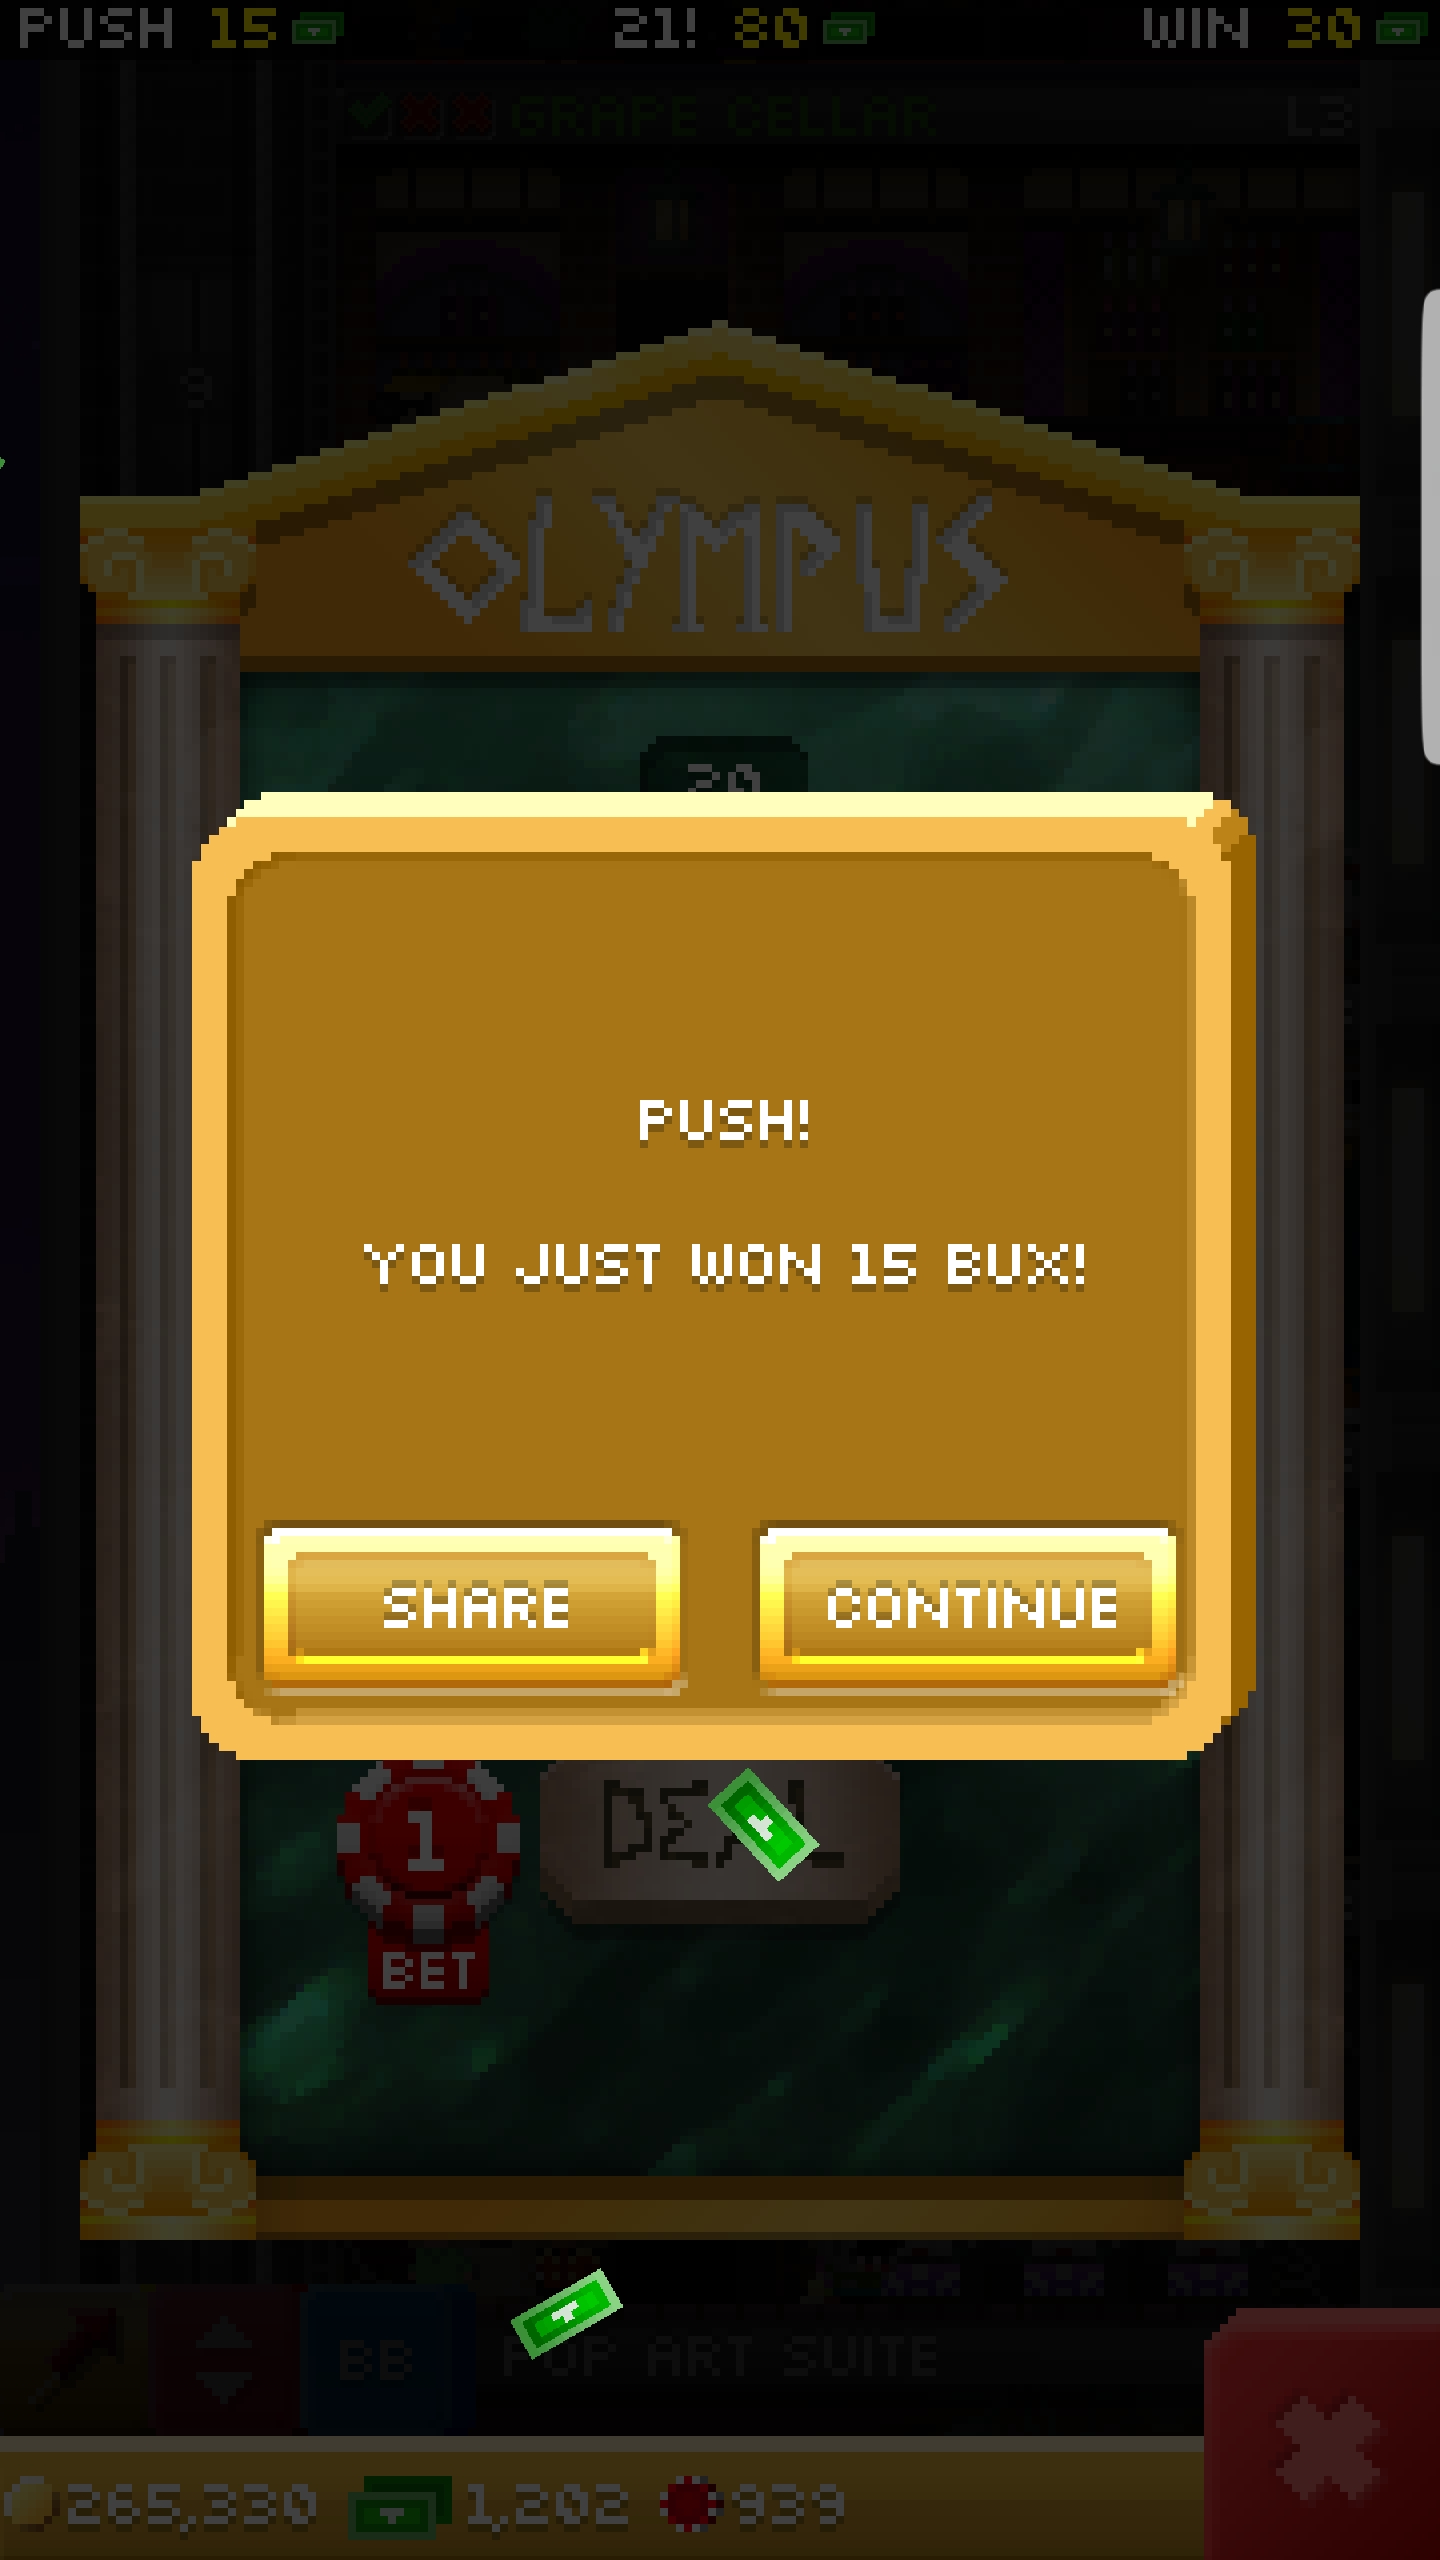 PUSH 15 21! 80 WIN 30
GRAPE CELLAR L3
9
OLYMPUS
20
PUSH!
YOU JUST WON 15 BUX!
SHARE CONTINUE
1 DEAL
BET
BB POP ART SUITE
265,330 1,202 939